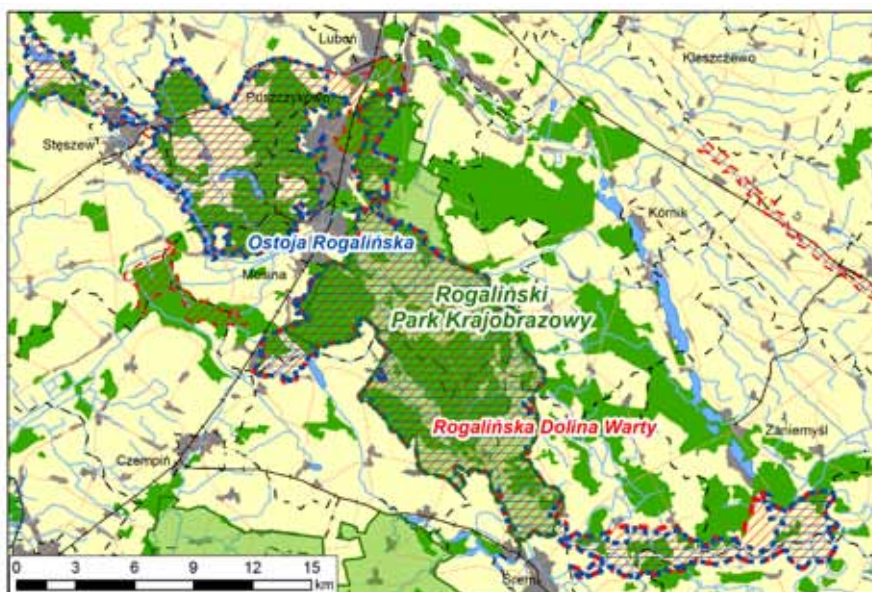 Luboń
Kleszczewo
Puszczykowo
Stęszew
Kórnik
Ostoja Rogalińska
Mosina
Rogaliński
Park Krajobrazowy
Rogalińska Dolina Warty
Zaniemyśl
Czempiń
0 3 6 9 12 15
km
Śrem